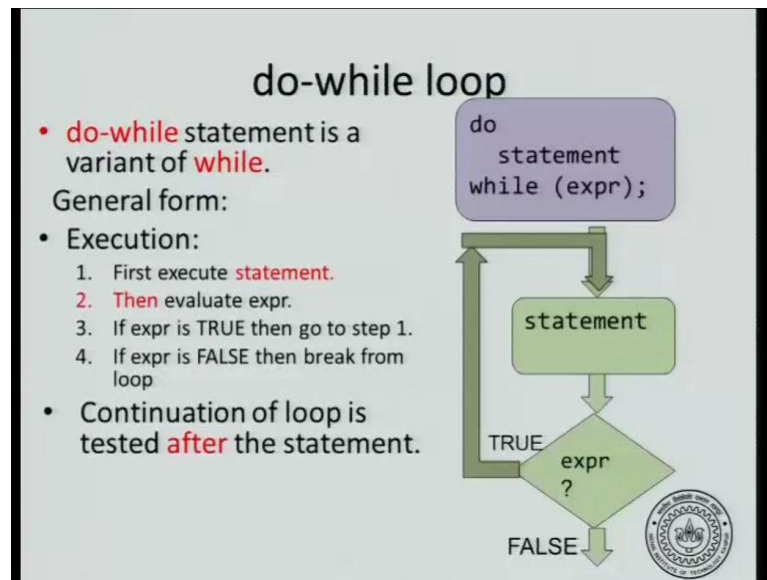 do-while loop
• do-while statement is a
variant of while.
General form:
• Execution:
1. First execute statement.
2. Then evaluate expr.
3. If expr is TRUE then go to step 1.
4. If expr is FALSE then break from
loop
• Continuation of loop is
tested after the statement.
do
statement
while (expr);
statement
TRUE
expr
?
FALSE